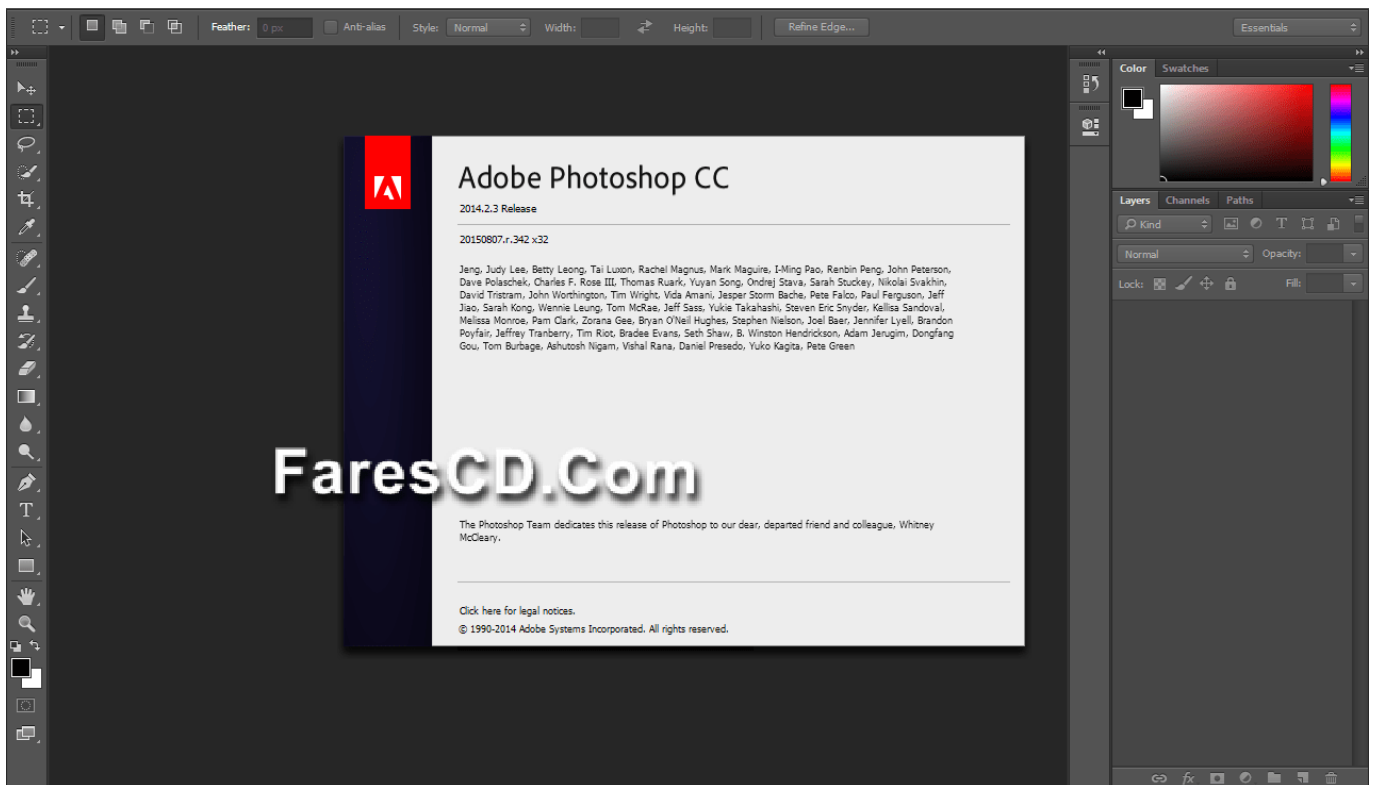 Feather: 0 px Anti-alias Style: Normal Width: Height: Refine Edge... Essentials
Color Swatches
Adobe Photoshop CC
2014.2.3 Release
20150807.r.342 x32
Jeng, Judy Lee, Betty Leong, Tai Luxon, Rachel Magnus, Mark Maguire, I-Ming Pao, Renbin Peng, John Peterson,
Dave Polaschek, Charles F. Rose III, Thomas Ruark, Yuyan Song, Ondrej Stava, Sarah Stuckey, Nikolai Svakhin,
David Tristram, John Worthington, Tim Wright, Vida Amani, Jesper Storm Bache, Pete Falco, Paul Ferguson, Jeff
Jiao, Sarah Kong, Wennie Leung, Tom McRae, Jeff Sass, Yukie Takahashi, Steven Eric Snyder, Kellisa Sandoval,
Melissa Monroe, Pam Clark, Zorana Gee, Bryan O'Neil Hughes, Stephen Nielson, Joel Baer, Jennifer Lyell, Brandon
Poyfair, Jeffrey Tranberry, Tim Riot, Bradee Evans, Seth Shaw, B. Winston Hendrickson, Adam Jerugim, Dongfang
Gou, Tom Burbage, Ashutosh Nigam, Vishal Rana, Daniel Presedo, Yuko Kagita, Pete Green
FaresCD.Com
The Photoshop Team dedicates this release of Photoshop to our dear, departed friend and colleague, Whitney
McCleary.
Click here for legal notices.
© 1990-2014 Adobe Systems Incorporated. All rights reserved.
Layers Channels Paths
Kind
Normal Opacity:
Lock: Fill: